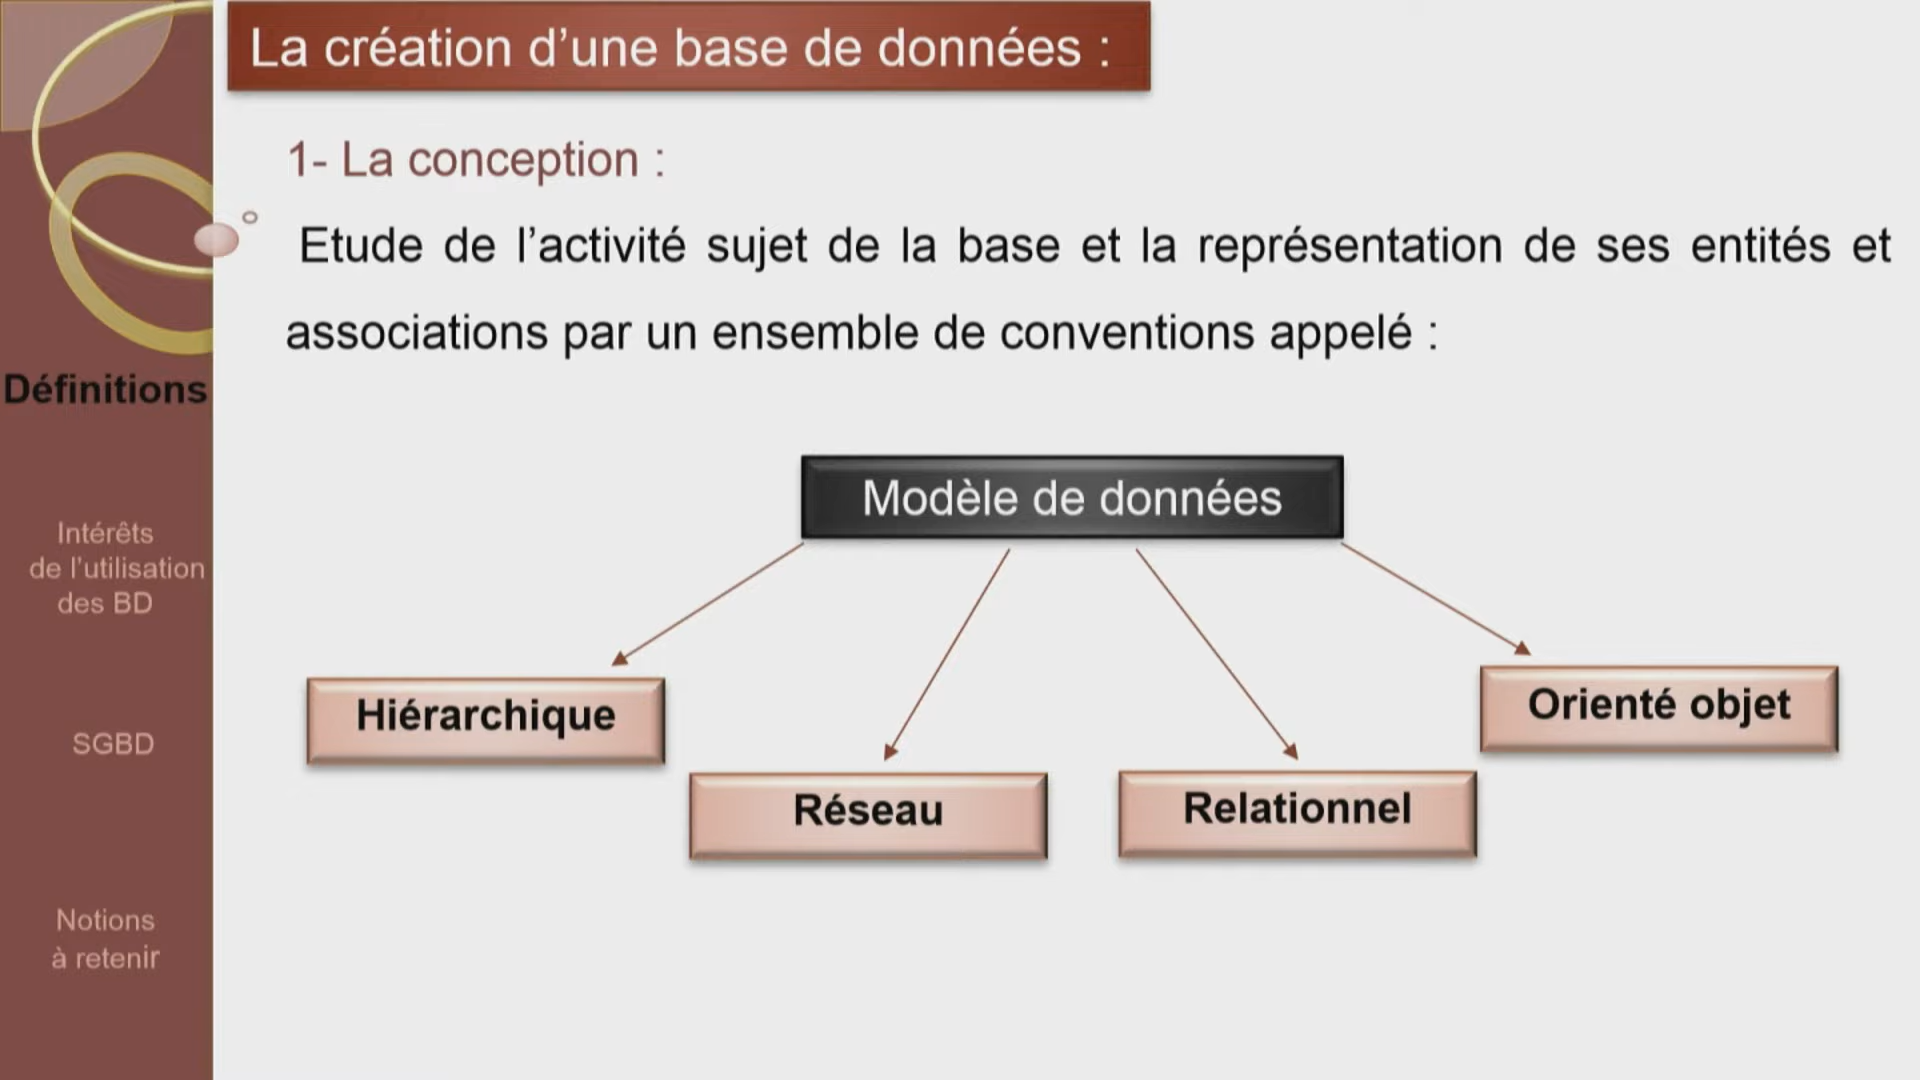 La création d’une base de données :
1- La conception :
Etude de l’activité sujet de la base et la représentation de ses entités et
associations par un ensemble de conventions appelé :
Définitions
Intérêts
de l’utilisation
des BD
SGBD
Notions
à retenir
Modèle de données
Hiérarchique
Réseau
Relationnel
Orienté objet